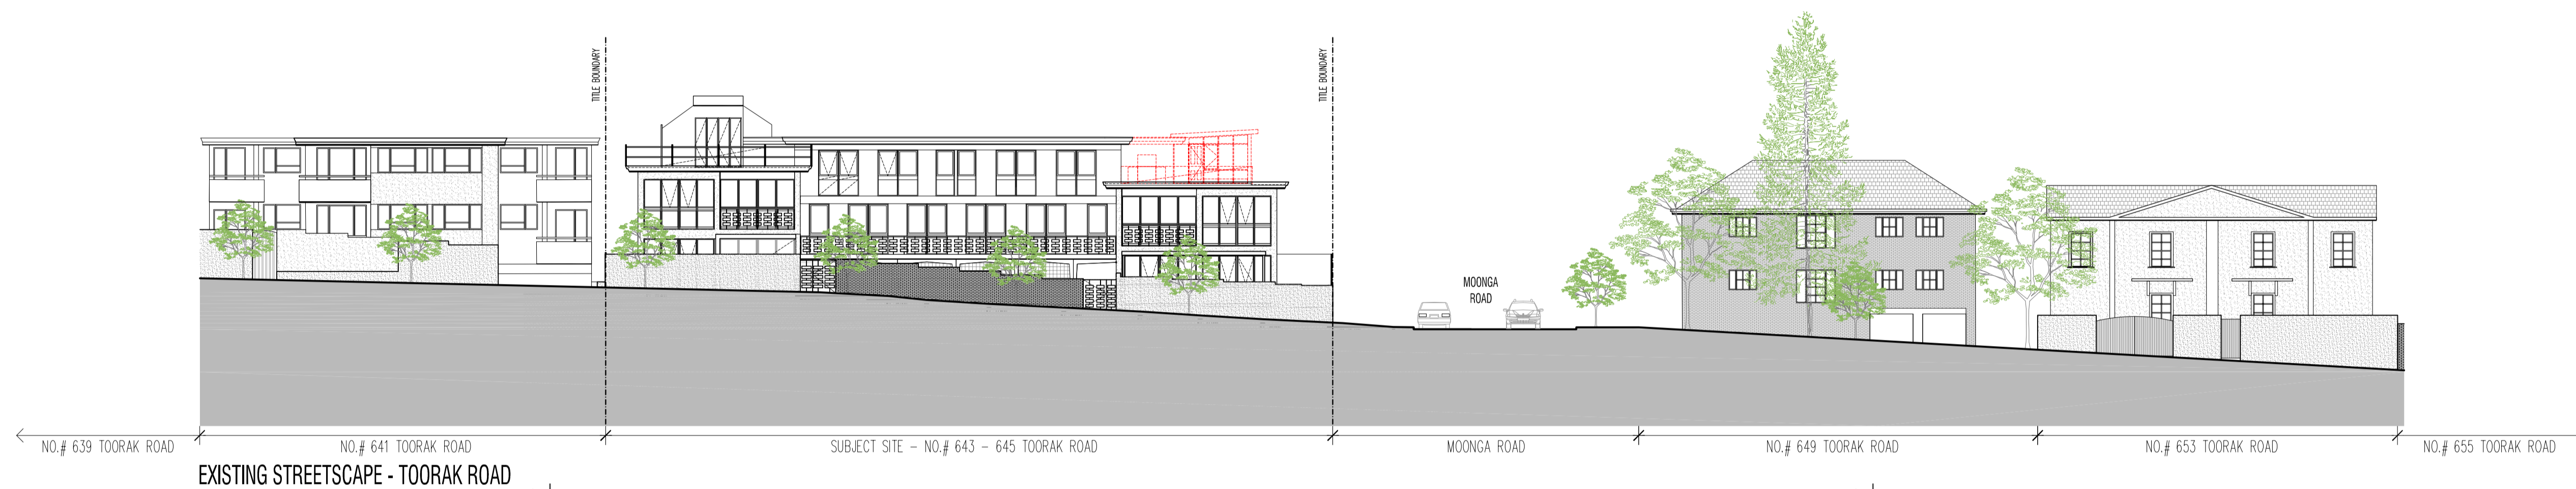 TITLE BOUNDARY
TITLE BOUNDARY
MOONGA
ROAD
NO.# 639 TOORAK ROAD
NO.# 641 TOORAK ROAD
SUBJECT SITE - NO.# 643 - 645 TOORAK ROAD
MOONGA ROAD
NO.# 649 TOORAK ROAD
NO.# 653 TOORAK ROAD
NO.# 655 TOORAK ROAD
EXISTING STREETSCAPE - TOORAK ROAD